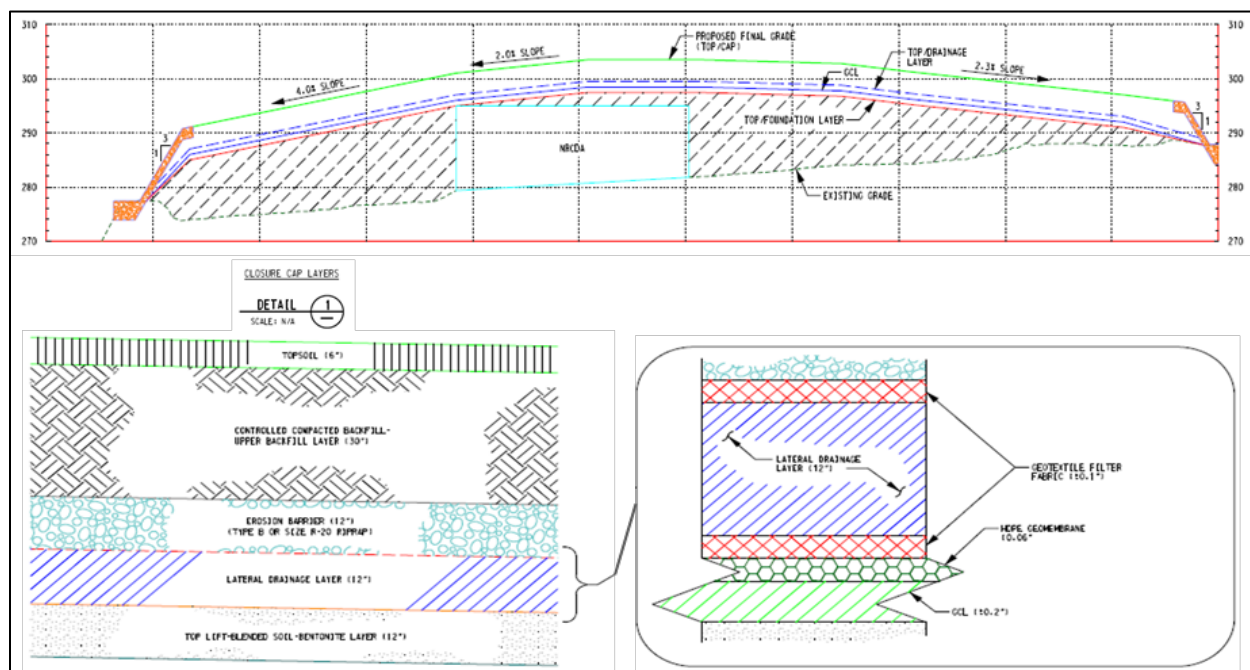 310
310
PROPOSED FINAL GRADE
(TOP/CAP)
2.0% SLOPE
TOP/DRAINAGE
LAYER
GCL
4.0% SLOPE
2.3% SLOPE
300
300
TOP/FOUNDATION LAYER
3
1
3
1
290
290
NBCDA
EXISTING GRADE
280
280
270
270
CLOSURE CAP LAYERS
DETAIL 1
SCALE: N/A
TOPSOIL (6")
CONTROLLED COMPACTED BACKFILL-
UPPER BACKFILL LAYER (30")
EROSION BARRIER (12")
(TYPE B OR SIZE R-20 RIPRAP)
LATERAL DRAINAGE LAYER (12")
TOP LIFT-BLENDED SOIL-BENTONITE LAYER (12")
LATERAL DRAINAGE
LAYER (12")
GEOTEXTILE FILTER
FABRIC (±0.1")
HDPE GEOMEMBRANE
(0.06"
GCL (±0.2")